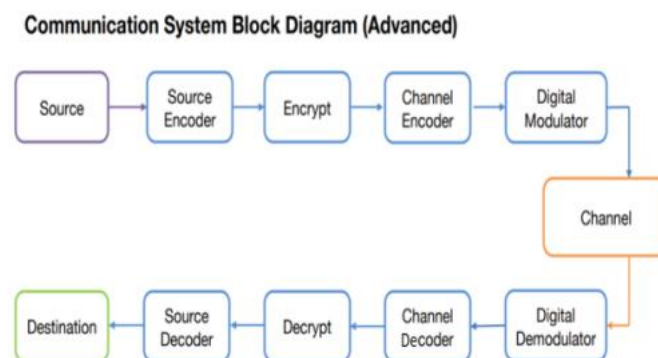 Communication System Block Diagram (Advanced)
Source
Source
Encoder
Encrypt
Channel
Encoder
Digital
Modulator
Channel
Destination
Source
Decoder
Decrypt
Channel
Decoder
Digital
Demodulator